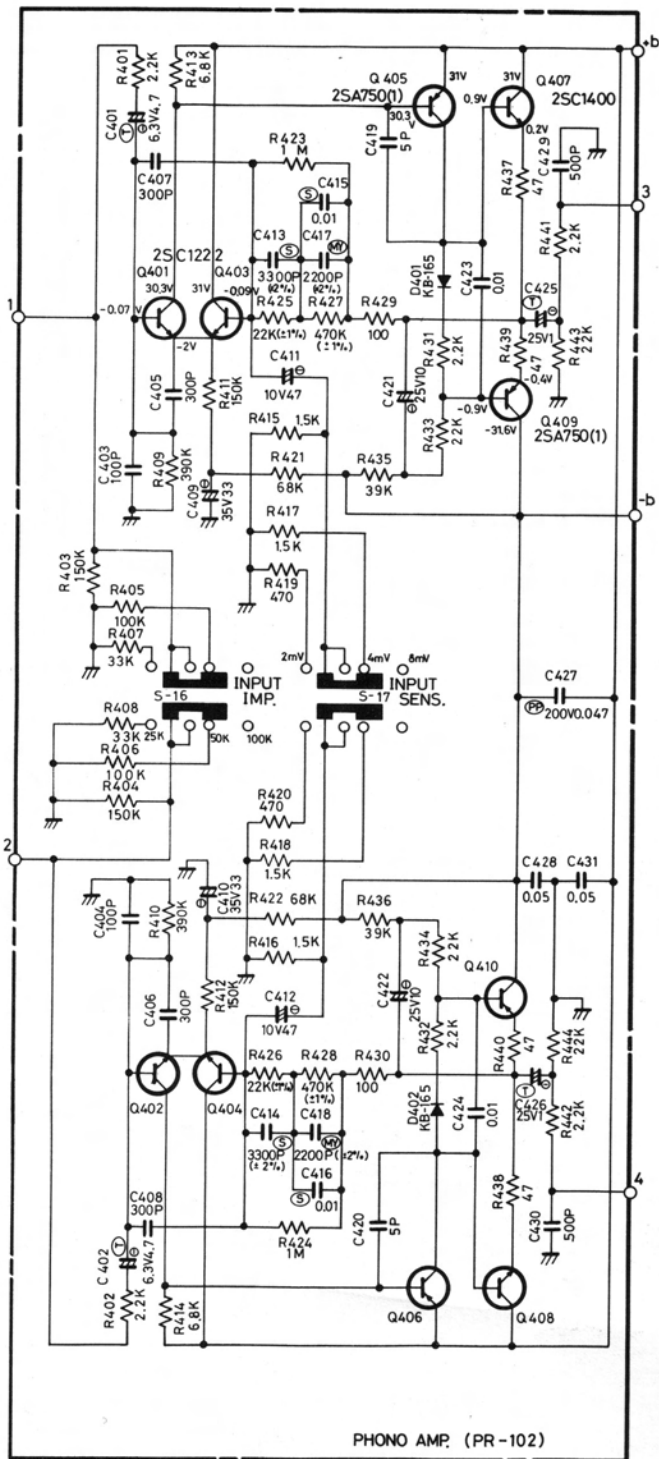 R401
2.2K
R413
6.8K
C401
6.3V4.7
T
Q405
2SA750(1)
31V
31V
Q407
2SC1400
30.3V
0.9V
0.2V
C419
5P
R423
1M
C407
300P
S
C415
0.01
C413
S
C417
MY
3300P
(±2%)
2200P
(±2%)
R437
47
C429
500P
3
R441
2.2K
2SC1222
Q401
Q403
30.3V
31V
-0.09V
-0.07V
-2V
1
R425
22K(±1%)
R427
470K
(±1%)
R429
100
D401
KB-165
C423
0.01
T
C425
25V1
R439
47
R443
22K
-0.4V
C411
10V47
R431
2.2K
C421
25V10
-0.9V
-31.6V
Q409
2SA750(1)
C405
300P
R411
150K
R415
1.5K
R433
22K
C403
100P
R409
390K
C409
35V33
R421
68K
R435
39K
+b
-b
R417
1.5K
R419
470
R403
150K
R405
100K
R407
33K
2mV
4mV
8mV
S-16
INPUT
IMP.
S-17
INPUT
SENS.
C427
PP
200V0.047
R408
33K
25K
50K
100K
R406
100K
R404
150K
R420
470
R418
1.5K
2
C428
0.05
C431
0.05
C404
100P
R410
390K
C410
35V33
R422 68K
R436
39K
R416 1.5K
R434
22K
Q410
C406
300P
R412
150K
C412
10V47
C422
25V10
R432
2.2K
R440
47
R444
22K
Q402
Q404
R426
22K(±1%)
R428
470K
(±1%)
R430
100
D402
KB-165
C424
0.01
T
C426
25V1
R442
2.2K
C414
S
C418
MY
3300P
(±2%)
2200P(±2%)
S
C416
0.01
C408
300P
R424
1M
C420
5P
R438
47
4
C430
500P
C402
T
6.3V4.7
R402
2.2K
R414
6.8K
Q406
Q408
PHONO AMP. (PR-102)